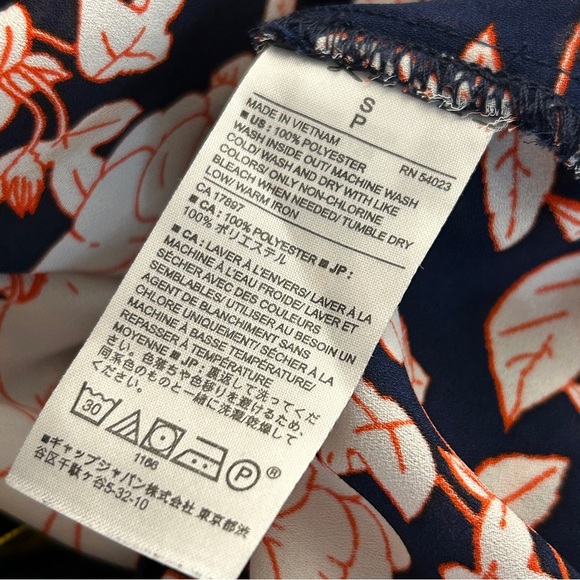 S
P
MADE IN VIETNAM
RN 54023
■ US: 100% POLYESTER
WASH INSIDE OUT/ MACHINE WASH
COLD/ WASH AND DRY WITH LIKE
COLORS/ ONLY NON-CHLORINE
BLEACH WHEN NEEDED/ TUMBLE DRY
LOW/ WARM IRON
CA 17897
■ CA: 100% POLYESTER ■ JP:
100% ポリエステル
■ CA: LAVER À L'ENVERS/ LAVER À LA
MACHINE À L'EAU FROIDE/ LAVER ET
SÉCHER AVEC DES COULEURS
SEMBLABLES/ UTILISER AU BESOIN UN
AGENT DE BLANCHIMENT SANS
CHLORE UNIQUEMENT/ SÉCHER À LA
MACHINE À BASSE TEMPÉRATURE/
REPASSER À TEMPÉRATURE
MOYENNE ■ JP: 裏返して洗ってくだ
さい。色落ちや色移りを避けるため、
同系色のものと一緒に洗濯/乾燥して
30
P
1186
■ ギャップジャパン株式会社 東京都渋
谷区千駄ヶ谷5-32-10